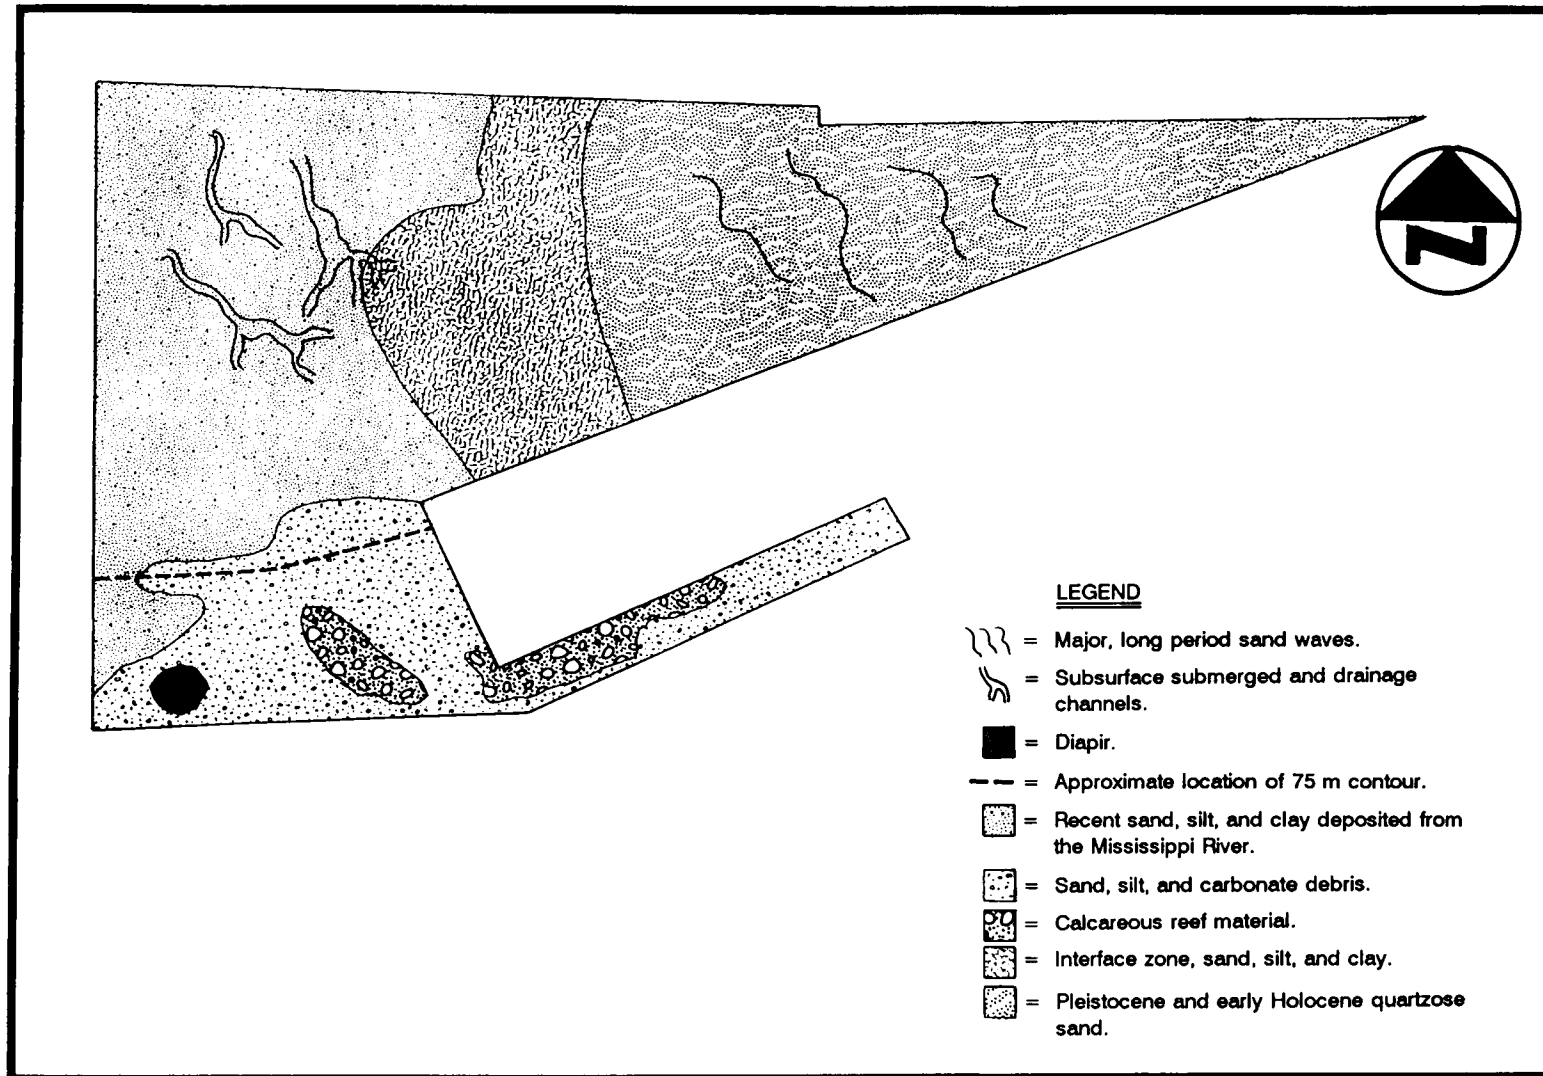 N
LEGEND
= Major, long period sand waves.
= Subsurface submerged and drainage
channels.
= Diapir.
= Approximate location of 75 m contour.
= Recent sand, silt, and clay deposited from
the Mississippi River.
= Sand, silt, and carbonate debris.
= Calcareous reef material.
= Interface zone, sand, silt, and clay.
= Pleistocene and early Holocene quartzose
sand.